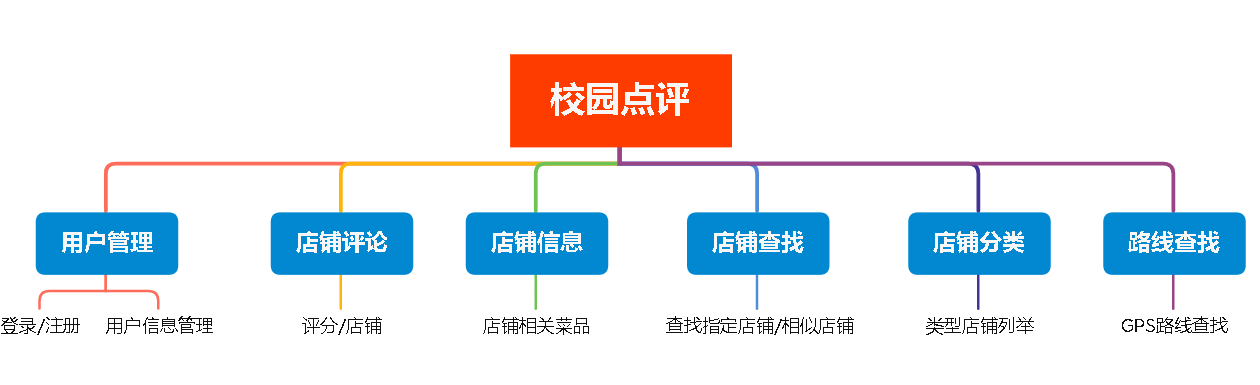 校园点评
用户管理
店铺评论
店铺信息
店铺查找
店铺分类
路线查找
登录/注册
用户信息管理
评分/店铺
店铺相关菜品
查找指定店铺/相似店铺
类型店铺列举
GPS路线查找